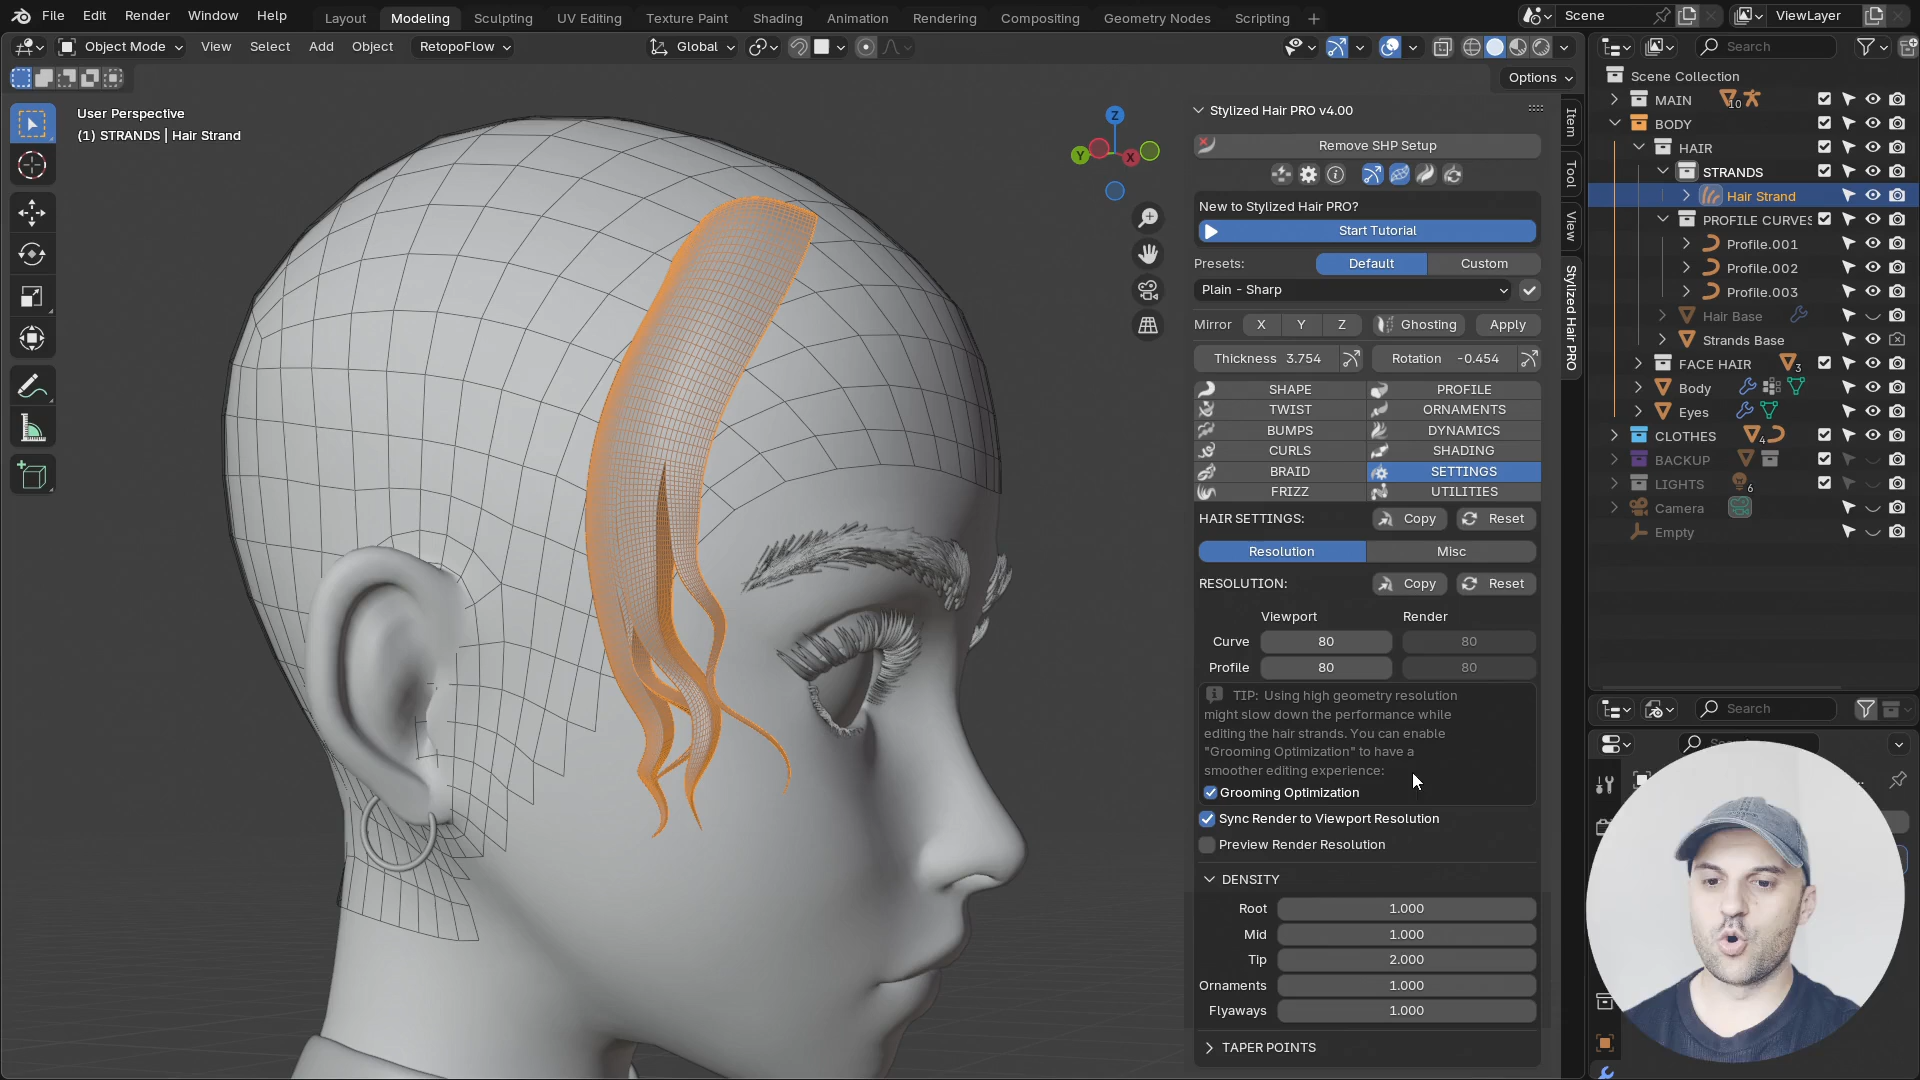 File Edit Render Window Help Layout Modeling Sculpting UV Editing Texture Paint Shading Animation Rendering Compositing Geometry Nodes Scripting + Scene ViewLayer
Object Mode View Select Add Object RetopoFlow Global Search
Options
User Perspective
(1) STRANDS | Hair Strand
Z
Y
X
Item
Tool
View
Stylized Hair PRO
Stylized Hair PRO v4.00
Remove SHP Setup
New to Stylized Hair PRO?
Start Tutorial
Presets: Default Custom
Plain - Sharp
Mirror X Y Z Ghosting Apply
Thickness 3.754 Rotation -0.454
SHAPE PROFILE
TWIST ORNAMENTS
BUMPS DYNAMICS
CURLS SHADING
BRAID SETTINGS
FRIZZ UTILITIES
HAIR SETTINGS: Copy Reset
Resolution Misc
RESOLUTION: Copy Reset
Viewport Render
Curve 80 80
Profile 80 80
TIP: Using high geometry resolution
might slow down the performance while
editing the hair strands. You can enable
"Grooming Optimization" to have a
smoother editing experience:
Grooming Optimization
Sync Render to Viewport Resolution
Preview Render Resolution
DENSITY
Root 1.000
Mid 1.000
Tip 2.000
Ornaments 1.000
Flyaways 1.000
TAPER POINTS
Scene Collection
MAIN 10
BODY
HAIR
STRANDS
Hair Strand
PROFILE CURVES
Profile.001
Profile.002
Profile.003
Hair Base
Strands Base
FACE HAIR 3
Body
Eyes
CLOTHES 4
BACKUP
LIGHTS 6
Camera
Empty
Search